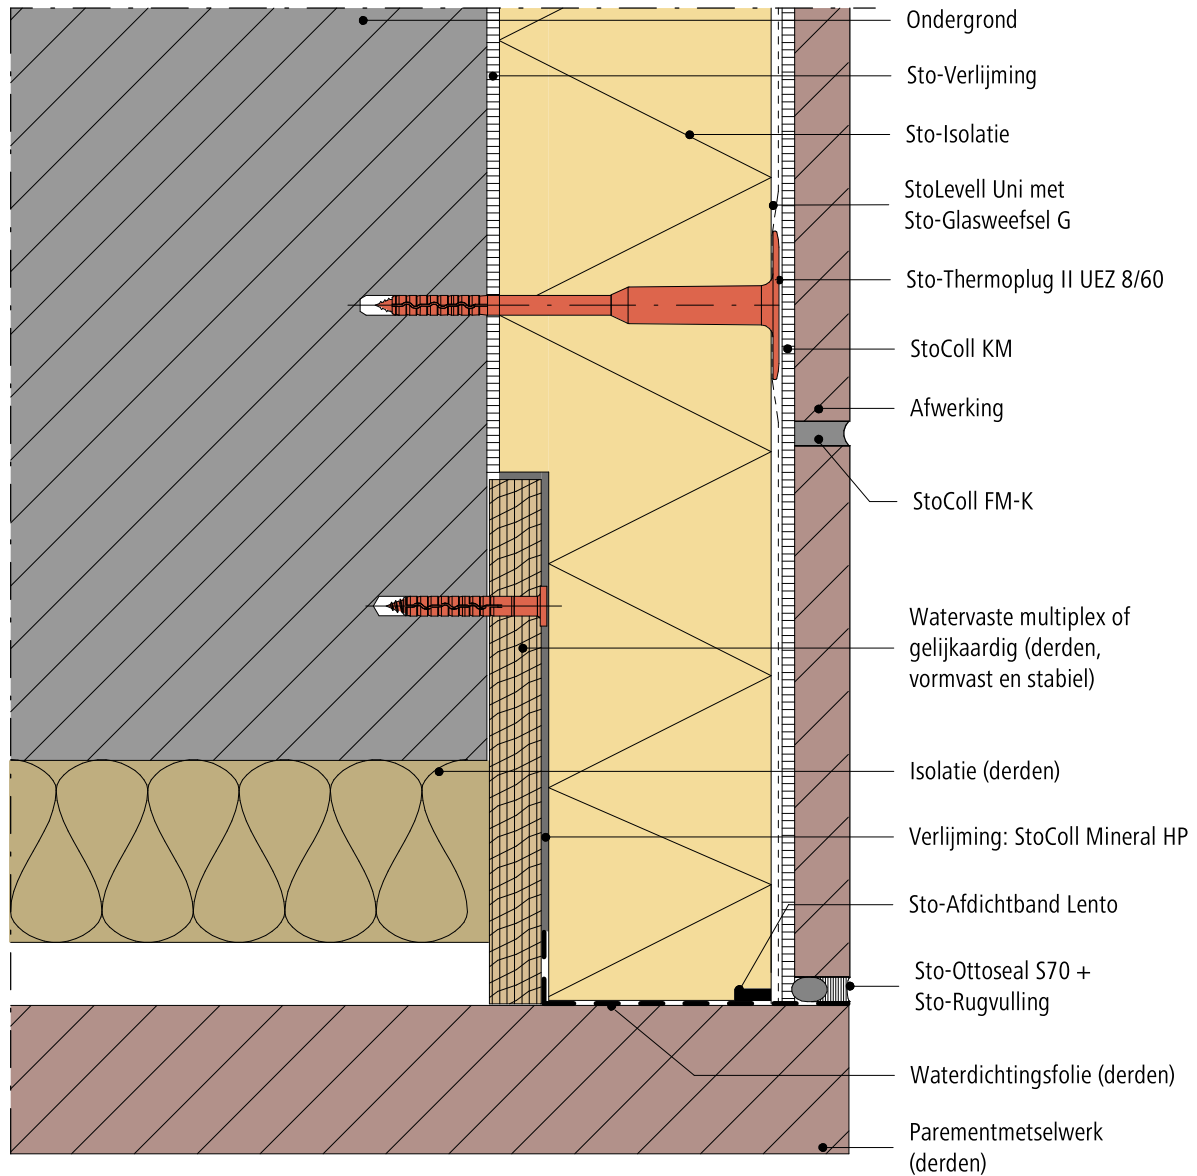 Ondergrond
Sto-Verlijming
Sto-Isolatie
StoLevell Uni met
Sto-Glasweefsel G
Sto-Thermoplug II UEZ 8/60
StoColl KM
Afwerking
StoColl FM-K
Watervaste multiplex of
gelijkaardig (derden,
vormvast en stabiel)
Isolatie (derden)
Verlijming: StoColl Mineral HP
Sto-Afdichtband Lento
Sto-Ottoseal S70 +
Sto-Rugvulling
Waterdichtingsfolie (derden)
Parementmetselwerk
(derden)